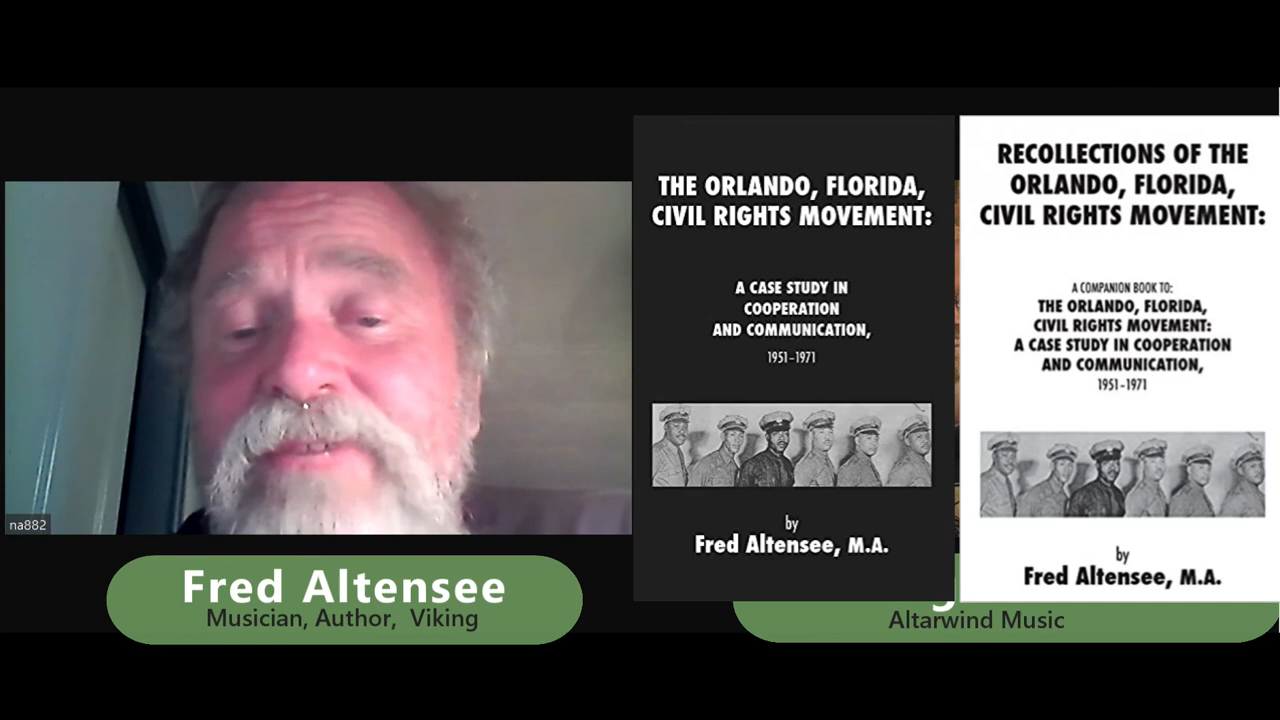 na882
Fred Altensee
Musician, Author, Viking
THE ORLANDO, FLORIDA,
CIVIL RIGHTS MOVEMENT:
A CASE STUDY IN
COOPERATION
AND COMMUNICATION,
1951–1971
by
Fred Altensee, M.A.
RECOLLECTIONS OF THE
ORLANDO, FLORIDA,
CIVIL RIGHTS MOVEMENT:
A COMPANION BOOK TO:
THE ORLANDO, FLORIDA,
CIVIL RIGHTS MOVEMENT:
A CASE STUDY IN COOPERATION
AND COMMUNICATION,
1951–1971
by
Fred Altensee, M.A.
Altarwind Music